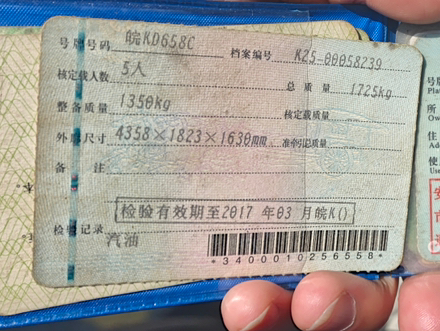 号牌号码 皖KD658C 档案编号 K25-00058239
核定载人数 5人 总质量 1725kg
整备质量 1350kg 核定载质量
外廓尺寸 4358×1823×1630mm 准牵引总质量
备注
检验有效期至2017 年03 月皖K()
检验记录
汽油
*3400010256558*